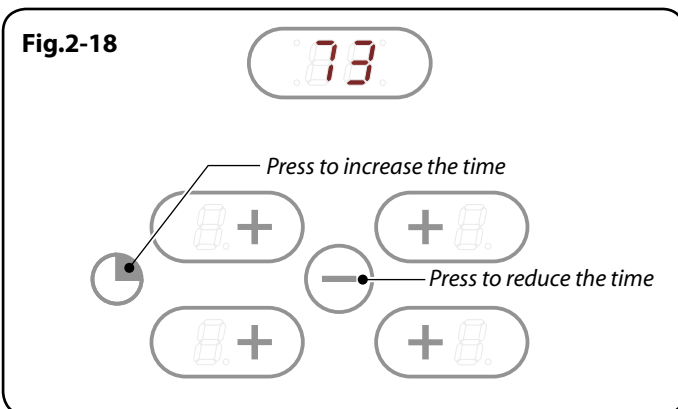 Fig.2-18
73
Press to increase the time
+ +
−
Press to reduce the time
+ +